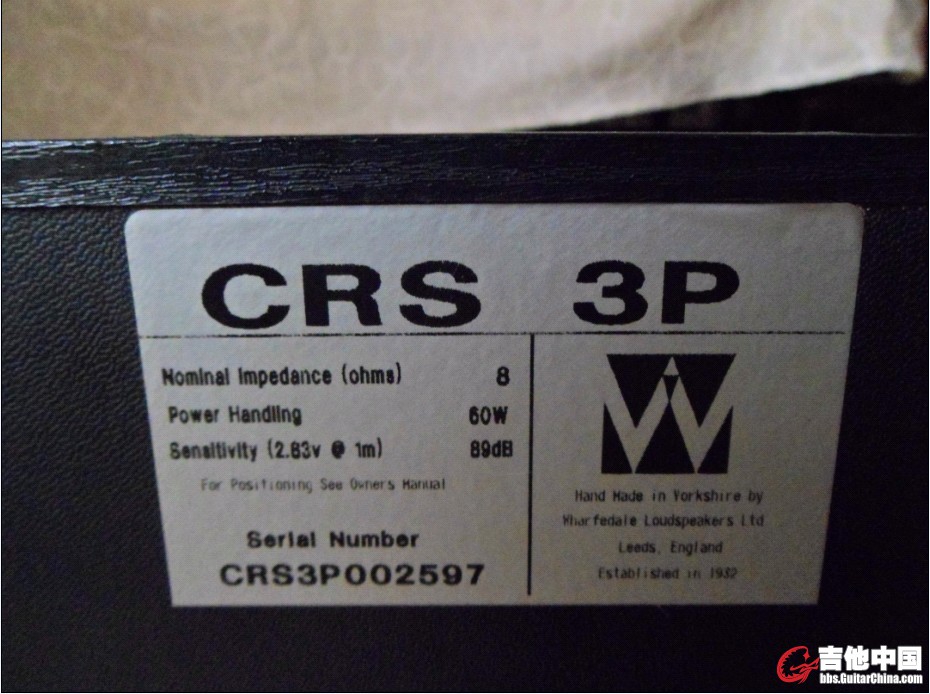 CRS 3P
Nominal Impedance (ohms) 8
Power Handling 60W
Sensitivity (2.83v @ 1m) 89dB
For Positioning See Owners Manual
Serial Number
CRS3P002597
W
Hand Made in Yorkshire by
Wharfedale Loudspeakers Ltd
Leeds, England
Established in 1932
吉他中国
bbs.GuitarChina.com